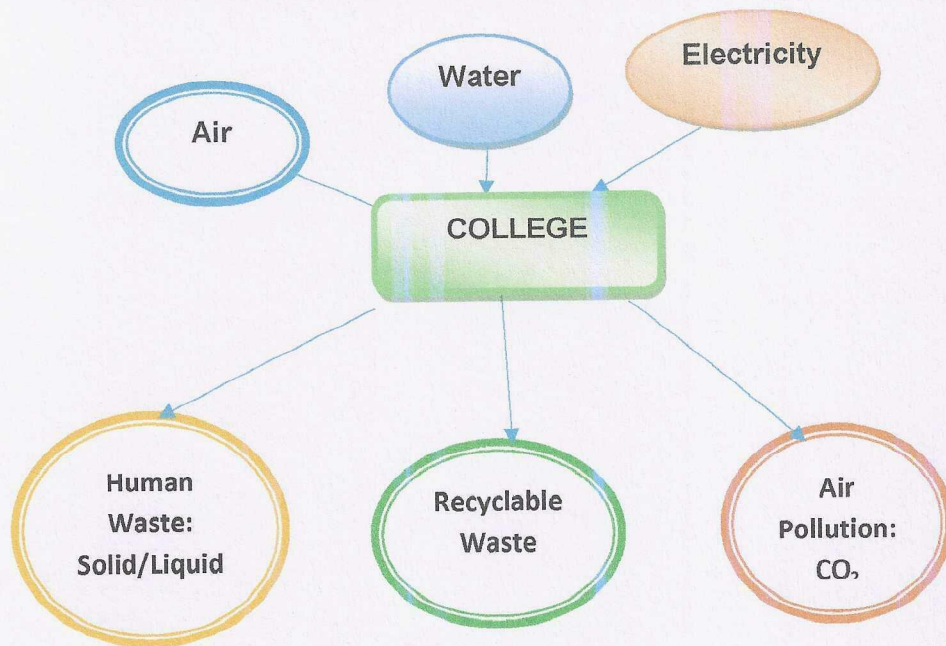 Air
Water
Electricity
COLLEGE
Human
Waste:
Solid/Liquid
Recyclable
Waste
Air
Pollution:
CO₂